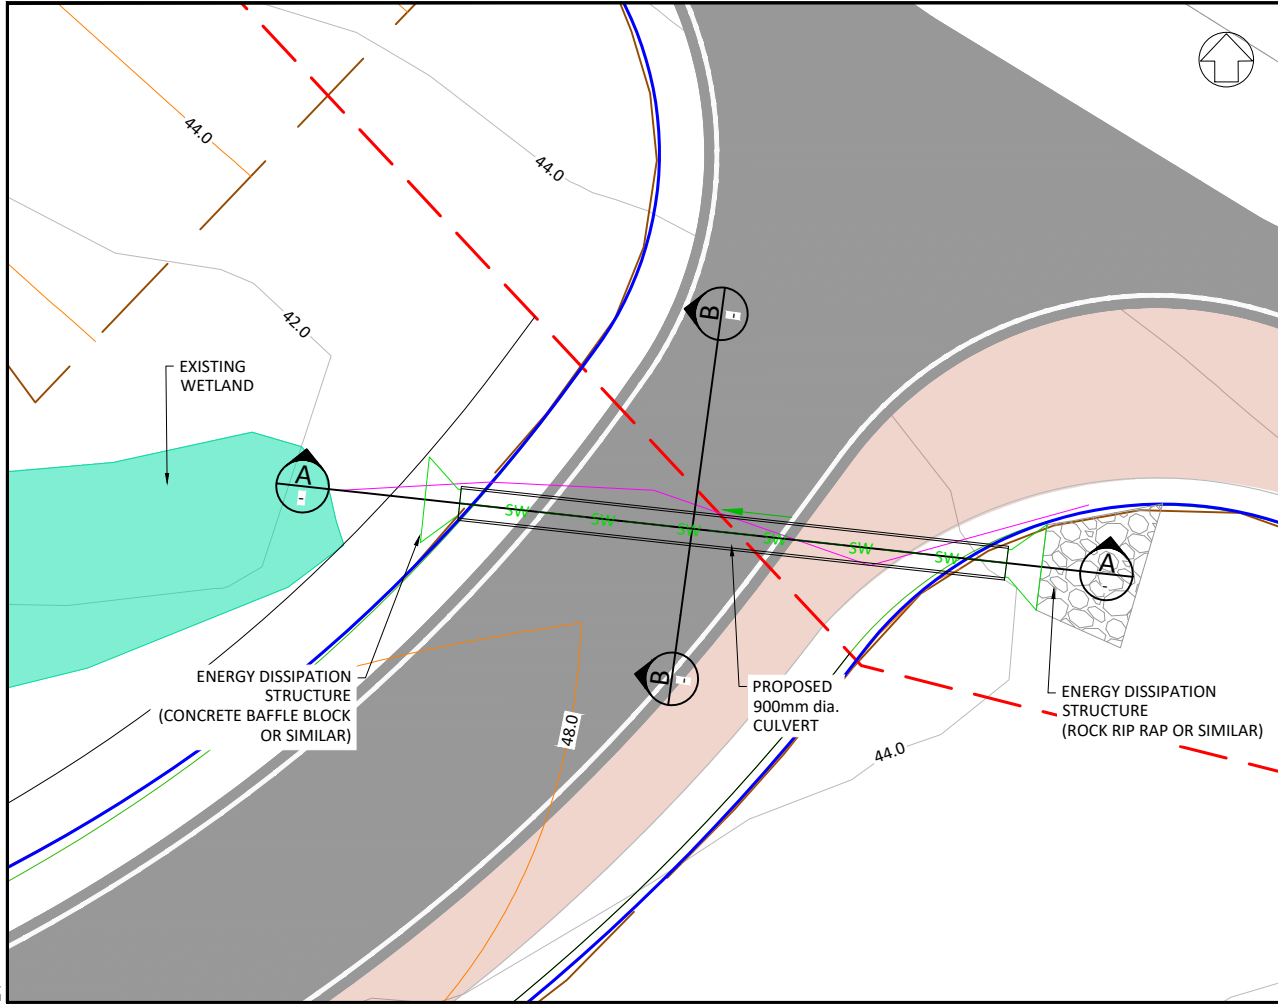 44.0
44.0
42.0
EXISTING
WETLAND
B
-
A
-
SW SW SW SW SW SW
A
-
B
-
ENERGY DISSIPATION
STRUCTURE
(CONCRETE BAFFLE BLOCK
OR SIMILAR)
PROPOSED
900mm dia.
CULVERT
ENERGY DISSIPATION
STRUCTURE
(ROCK RIP RAP OR SIMILAR)
48.0
44.0